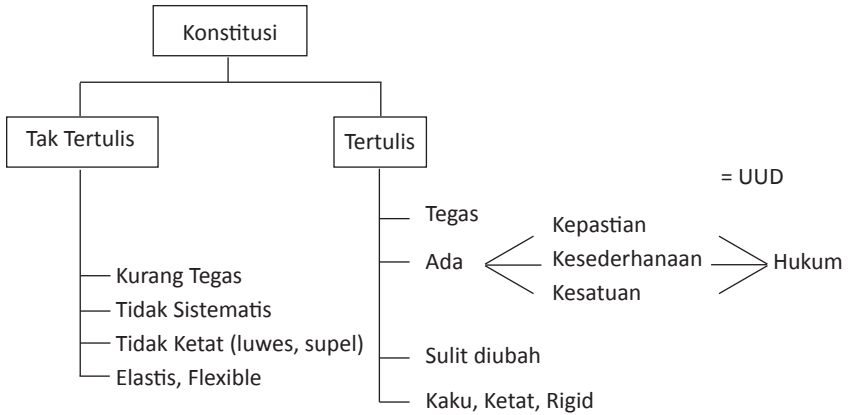 Konstitusi
Tak Tertulis
Kurang Tegas
Tidak Sistematis
Tidak Ketat (luwes, supel)
Elastis, Flexible
Tertulis
= UUD
Tegas
Ada
Kepastian
Kesederhanaan
Kesatuan
Hukum
Sulit diubah
Kaku, Ketat, Rigid